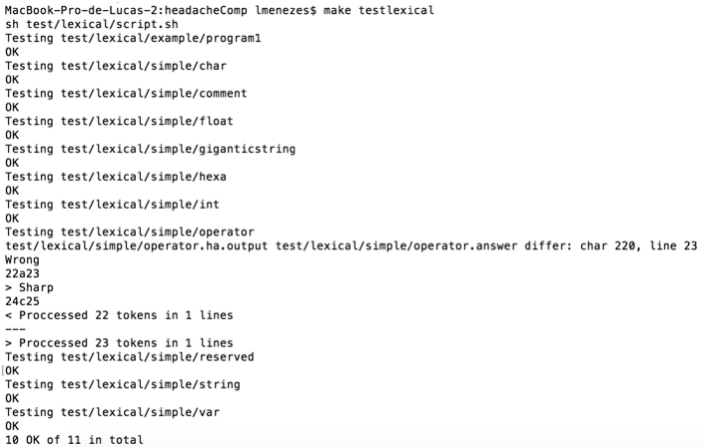 MacBook-Pro-de-Lucas-2:headacheComp lmenezes$ make testlexical
sh test/lexical/script.sh
Testing test/lexical/example/program1
OK
Testing test/lexical/simple/char
OK
Testing test/lexical/simple/comment
OK
Testing test/lexical/simple/float
OK
Testing test/lexical/simple/giganticstring
OK
Testing test/lexical/simple/hexa
OK
Testing test/lexical/simple/int
OK
Testing test/lexical/simple/operator
test/lexical/simple/operator.ha.output test/lexical/simple/operator.answer differ: char 220, line 23
Wrong
22a23
> Sharp
24c25
< Proccessed 22 tokens in 1 lines
---
> Proccessed 23 tokens in 1 lines
Testing test/lexical/simple/reserved
[OK
Testing test/lexical/simple/string
OK
Testing test/lexical/simple/var
OK
10 OK of 11 in total